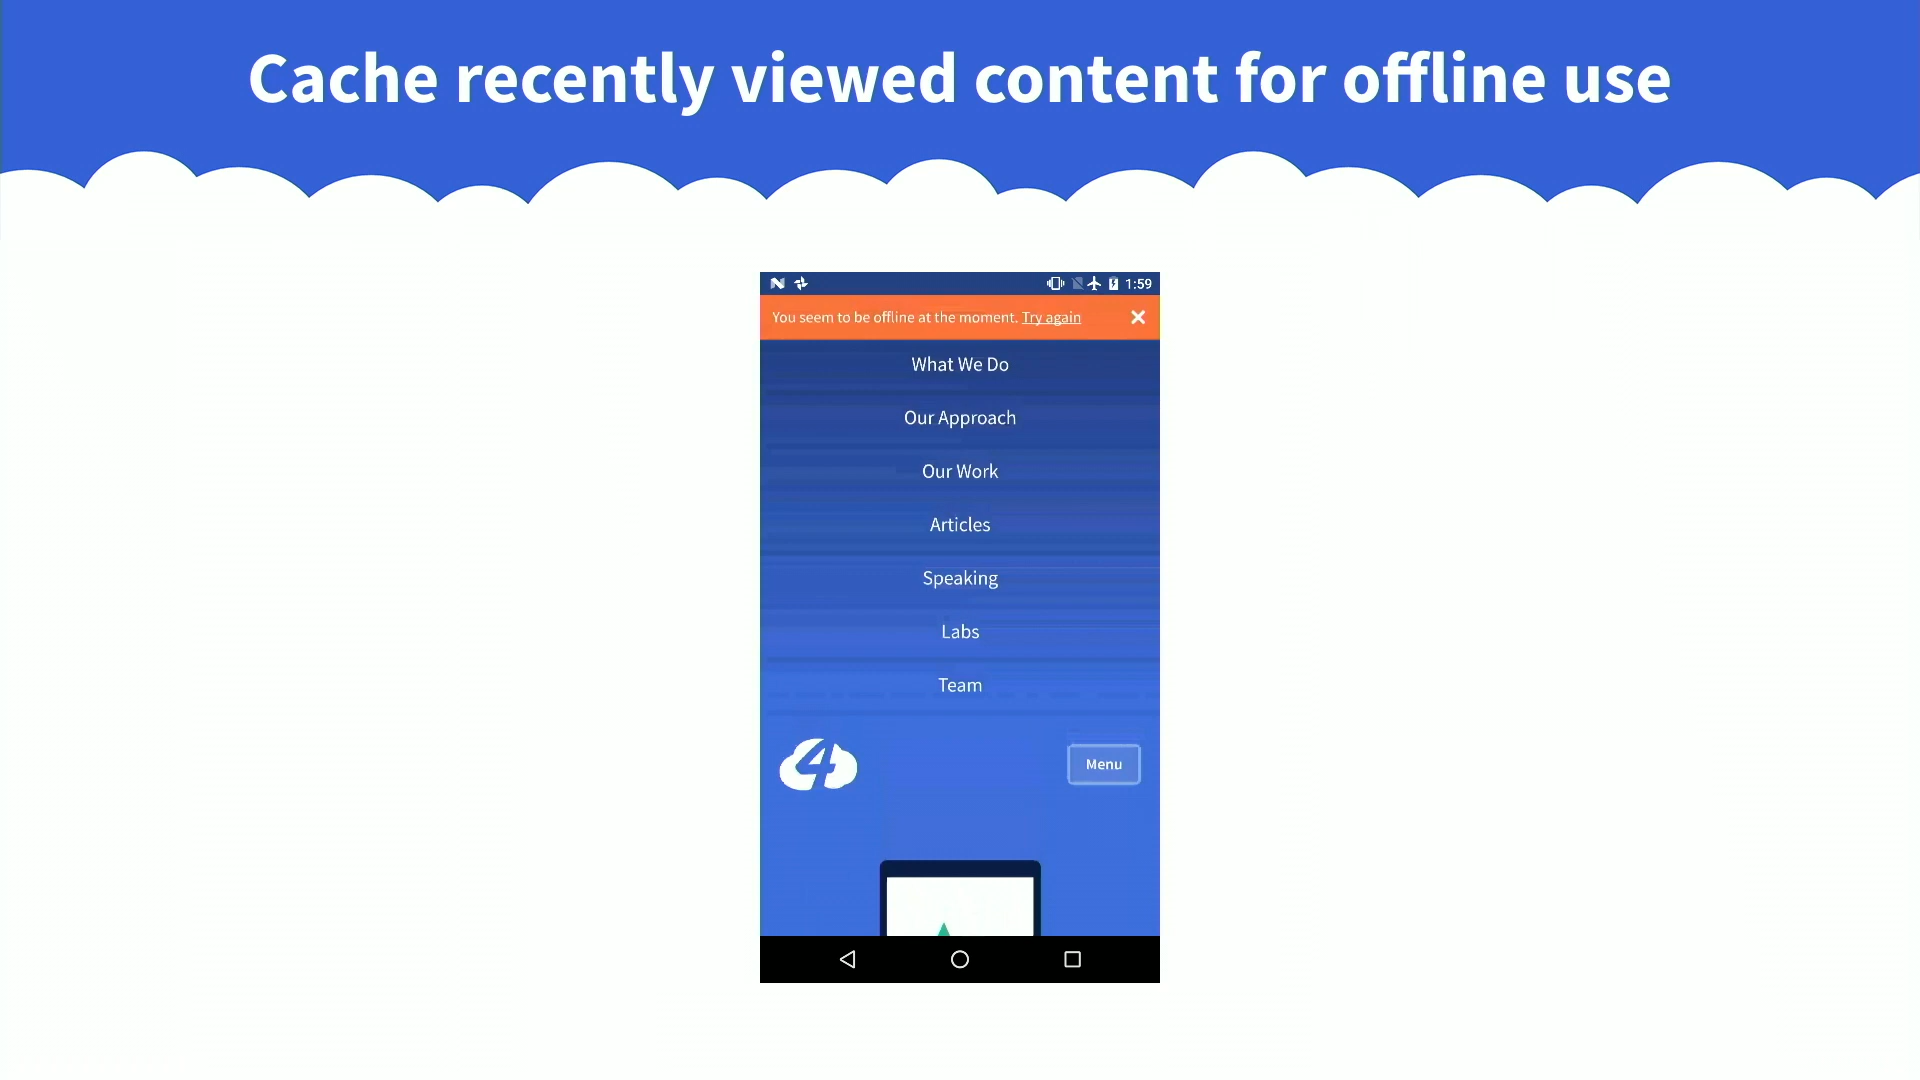 Cache recently viewed content for offline use
1:59
You seem to be offline at the moment. Try again
What We Do
Our Approach
Our Work
Articles
Speaking
Labs
Team
4
Menu